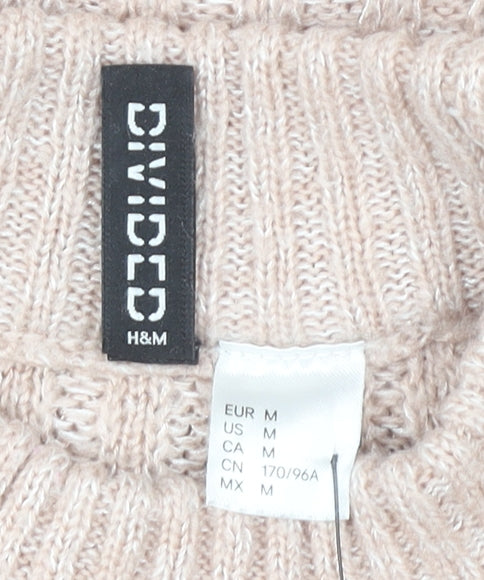 DIVIDED
H&M
EUR M
US M
CA M
CN 170/96A
MX M